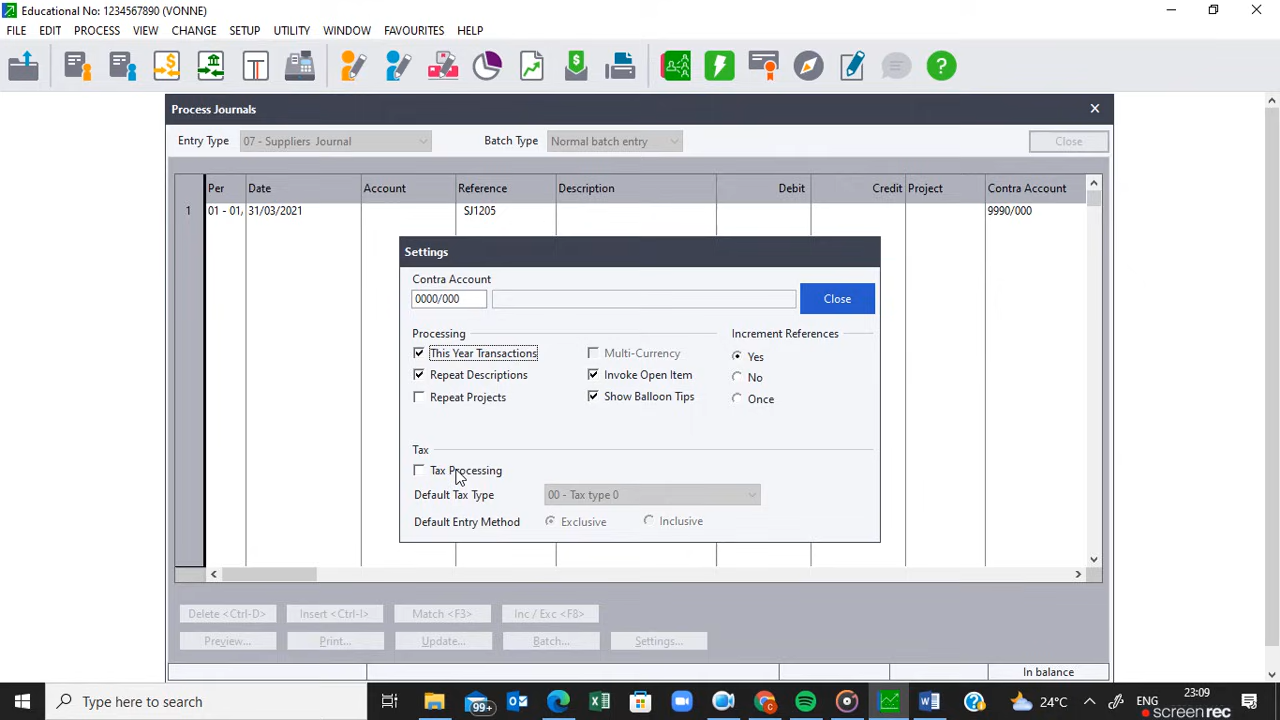 Educational No: 1234567890 (VONNE)
FILE EDIT PROCESS VIEW CHANGE SETUP UTILITY WINDOW FAVOURITES HELP
Process Journals
Entry Type 07 - Suppliers Journal Batch Type Normal batch entry Close
Per Date Account Reference Description Debit Credit Project Contra Account
1 01 - 01/ 31/03/2021 SJ1205 9990/000
Settings
Contra Account
0000/000 Close
Processing Increment References
This Year Transactions Multi-Currency Yes
Repeat Descriptions Invoke Open Item No
Repeat Projects Show Balloon Tips Once
Tax
Tax Processing
Default Tax Type 00 - Tax type 0
Default Entry Method Exclusive Inclusive
Delete <Ctrl-D> Insert <Ctrl-I> Match <F3> Inc / Exc <F8>
Preview... Print... Update... Batch... Settings...
In balance
Type here to search 99+ 24°C ENG 23:09
screenrec